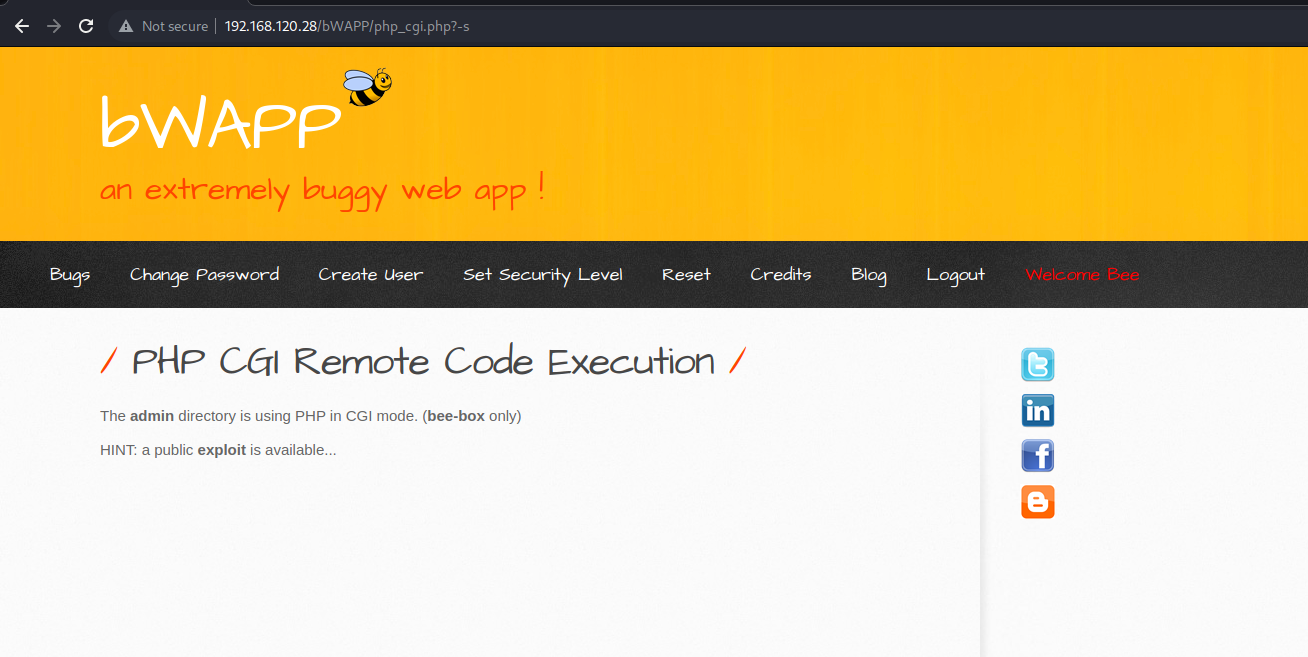 Not secure 192.168.120.28/bWAPP/php_cgi.php?-s
bWAPP
an extremely buggy web app !
Bugs Change Password Create User Set Security Level Reset Credits Blog Logout Welcome Bee
/ PHP CGI Remote Code Execution /
The admin directory is using PHP in CGI mode. (bee-box only)
HINT: a public exploit is available...